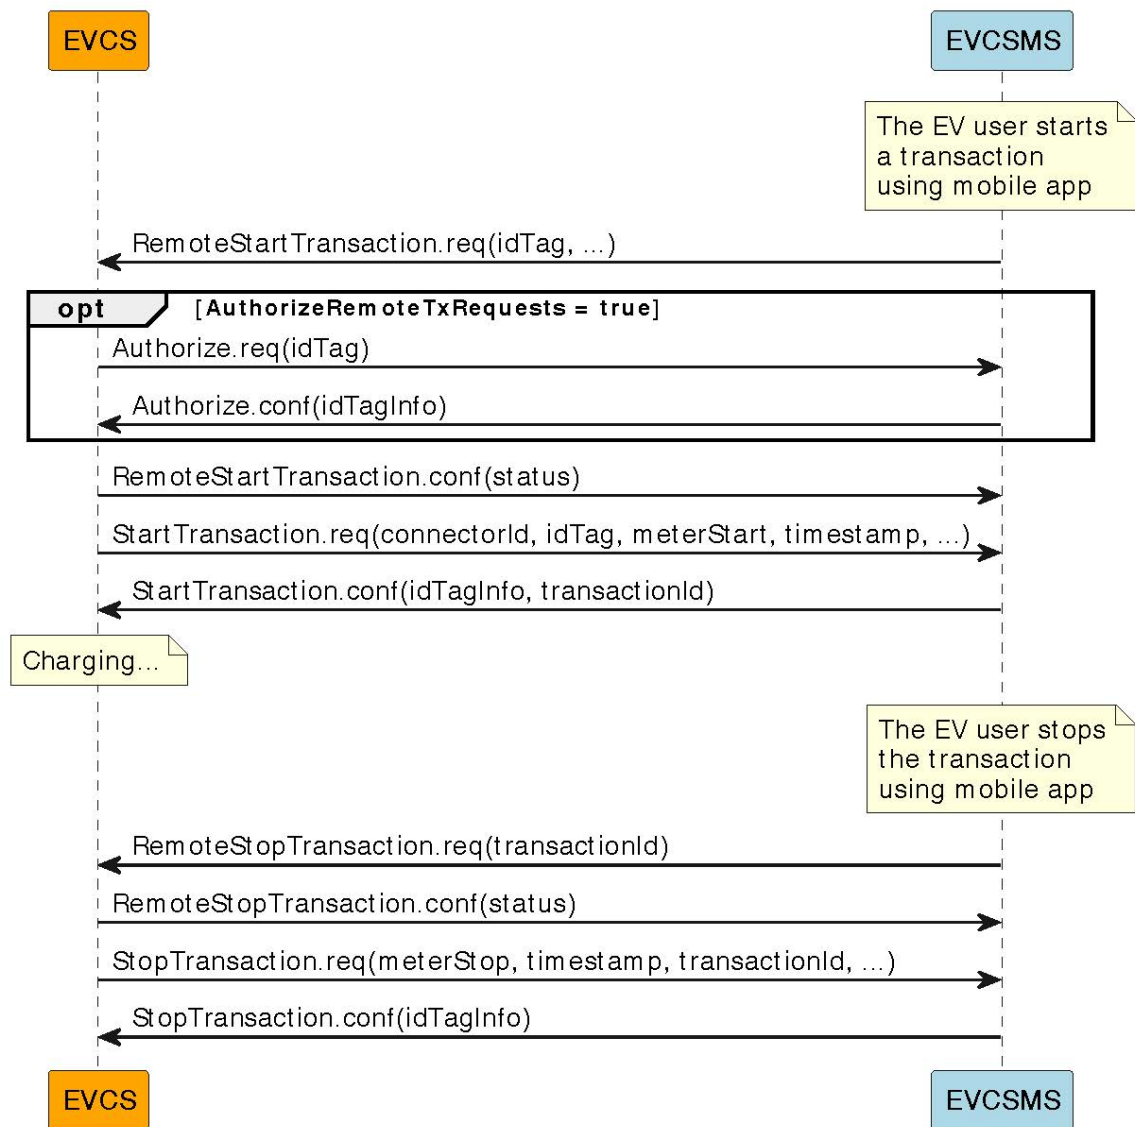 EVCS
EVCSMS
The EV user starts
a transaction
using mobile app
RemoteStartTransaction.req(idTag, ...)
opt
[AuthorizeRemoteTxRequests = true]
Authorize.req(idTag)
Authorize.conf(idTagInfo)
RemoteStartTransaction.conf(status)
StartTransaction.req(connectorId, idTag, meterStart, timestamp, ...)
StartTransaction.conf(idTagInfo, transactionId)
Charging...
The EV user stops
the transaction
using mobile app
RemoteStopTransaction.req(transactionId)
RemoteStopTransaction.conf(status)
StopTransaction.req(meterStop, timestamp, transactionId, ...)
StopTransaction.conf(idTagInfo)
EVCS
EVCSMS